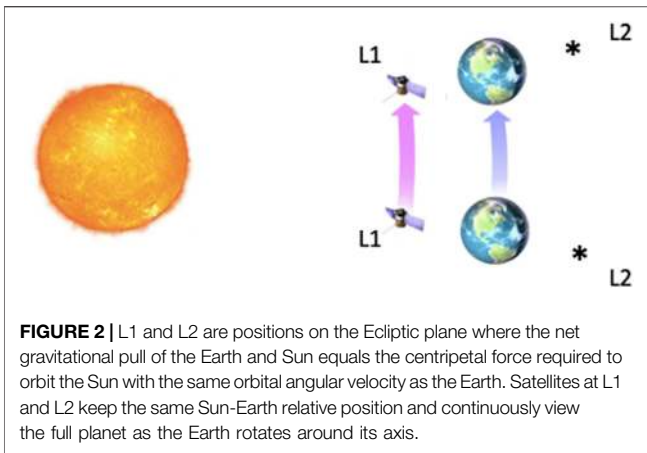 L1
L2
*
L1
*
L2
FIGURE 2 | L1 and L2 are positions on the Ecliptic plane where the net
gravitational pull of the Earth and Sun equals the centripetal force required to
orbit the Sun with the same orbital angular velocity as the Earth. Satellites at L1
and L2 keep the same Sun-Earth relative position and continuously view
the full planet as the Earth rotates around its axis.